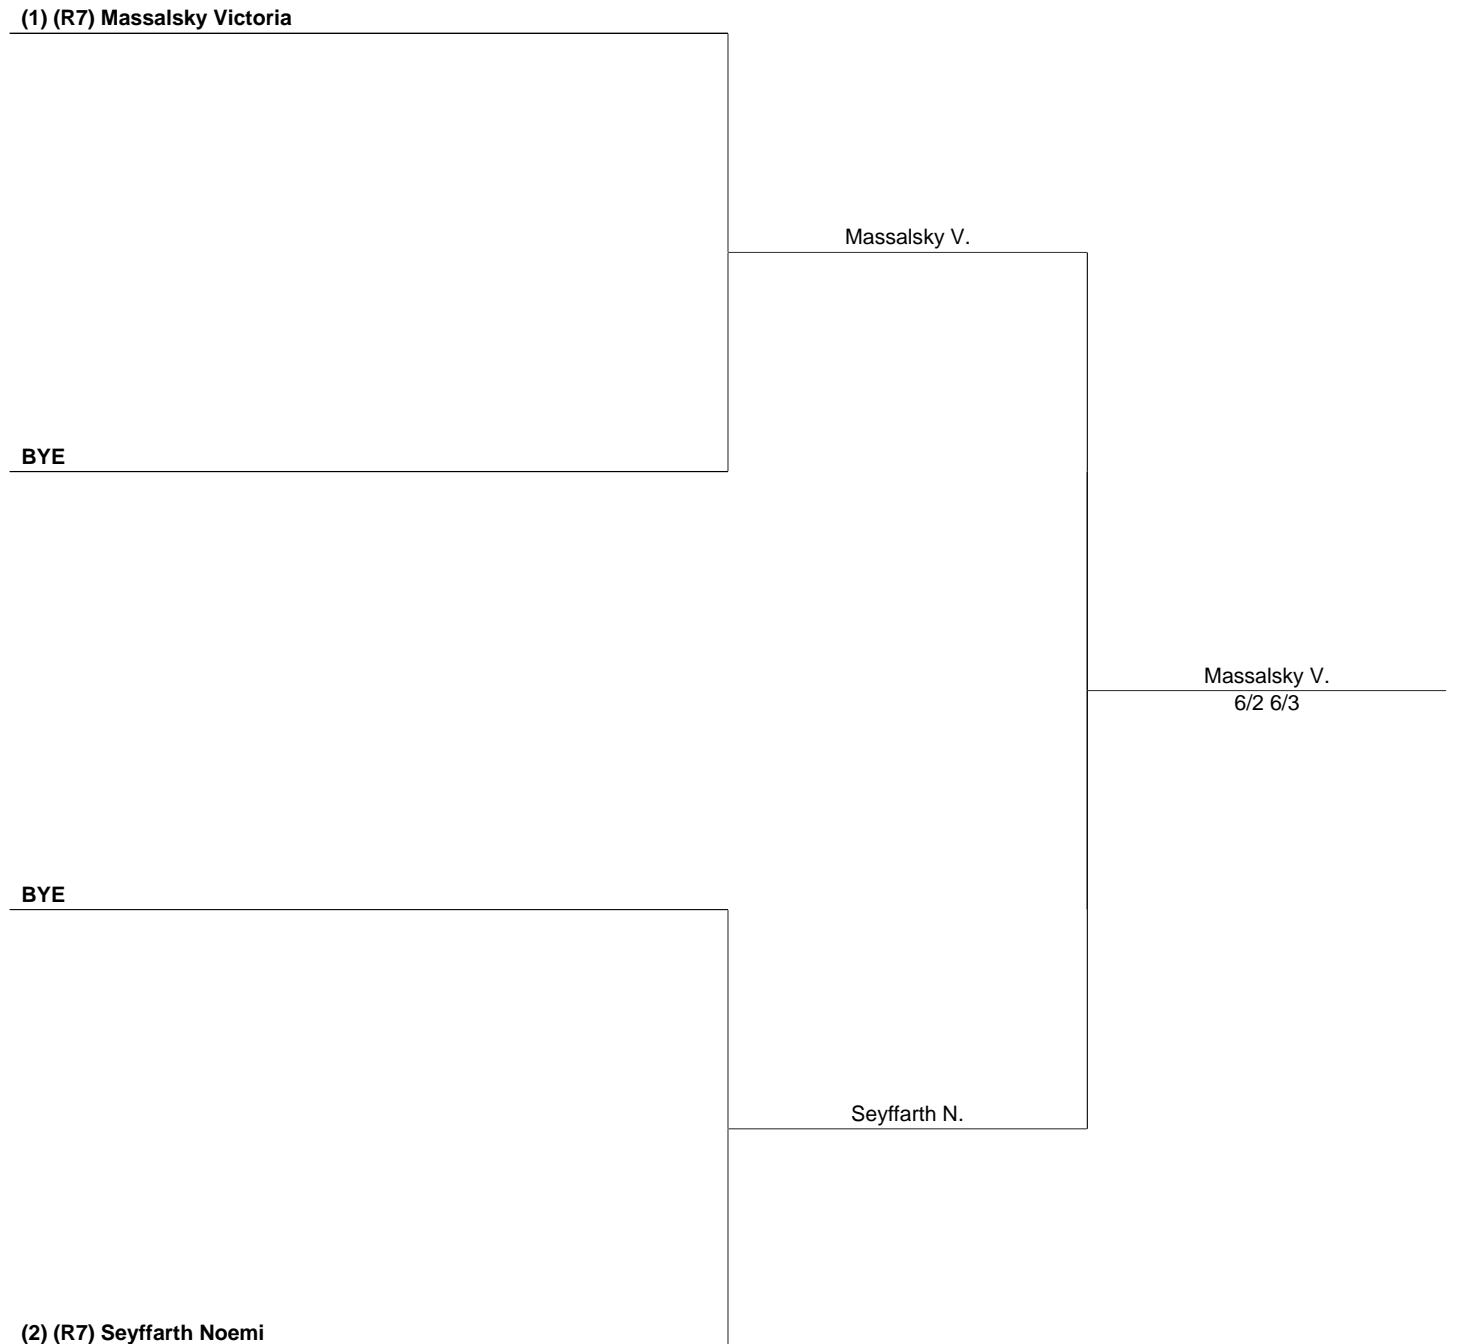 (1) (R7) Massalsky Victoria
Massalsky V.
BYE
Massalsky V.
6/2 6/3
BYE
Seyffarth N.
(2) (R7) Seyffarth Noemi